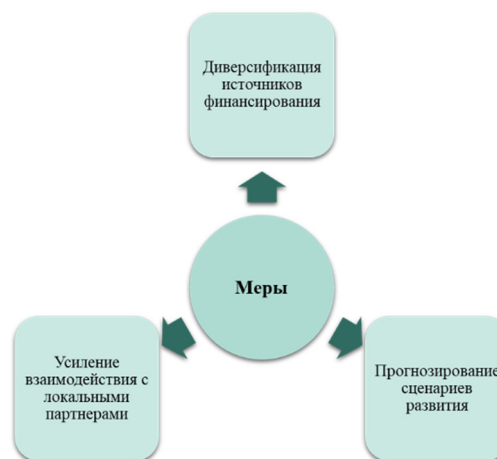 Диверсификация
источников
финансирования
Меры
Усиление
взаимодействия с
локальными
партнерами
Прогнозирование
сценариев
развития